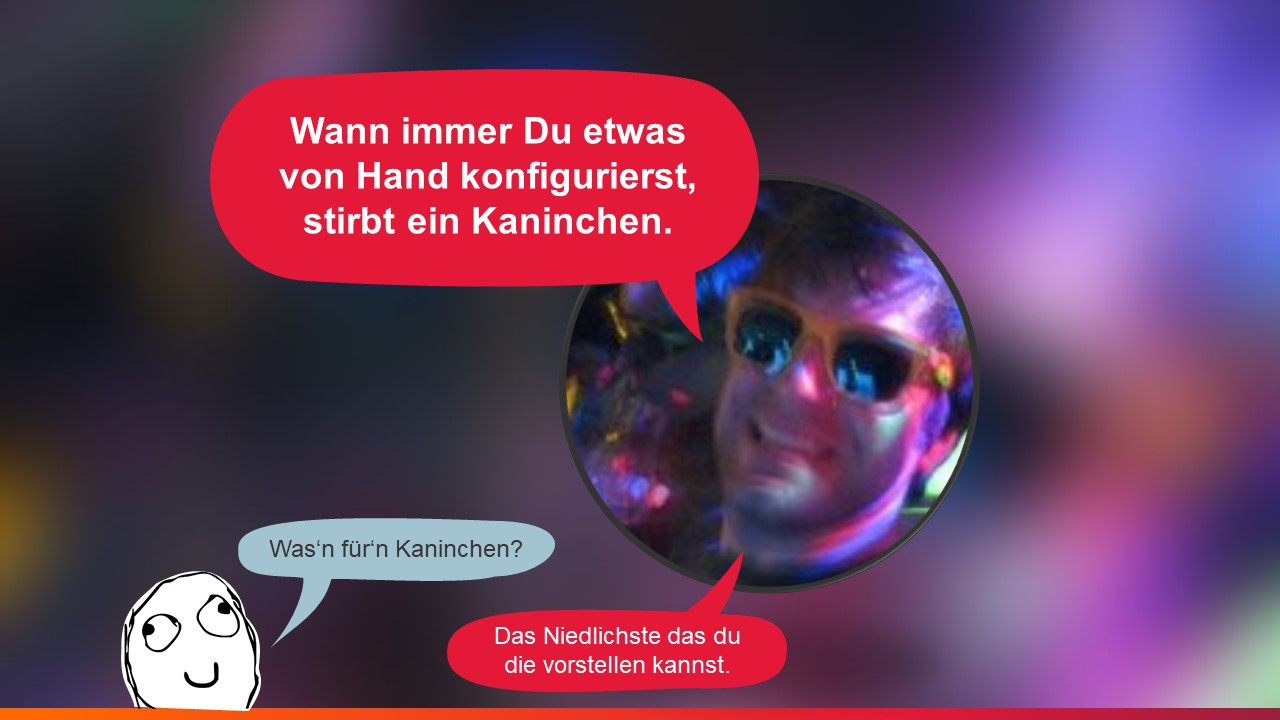 Wann immer Du etwas
von Hand konfigurierst,
stirbt ein Kaninchen.
Was‘n für‘n Kaninchen?
Das Niedlichste das du
die vorstellen kannst.